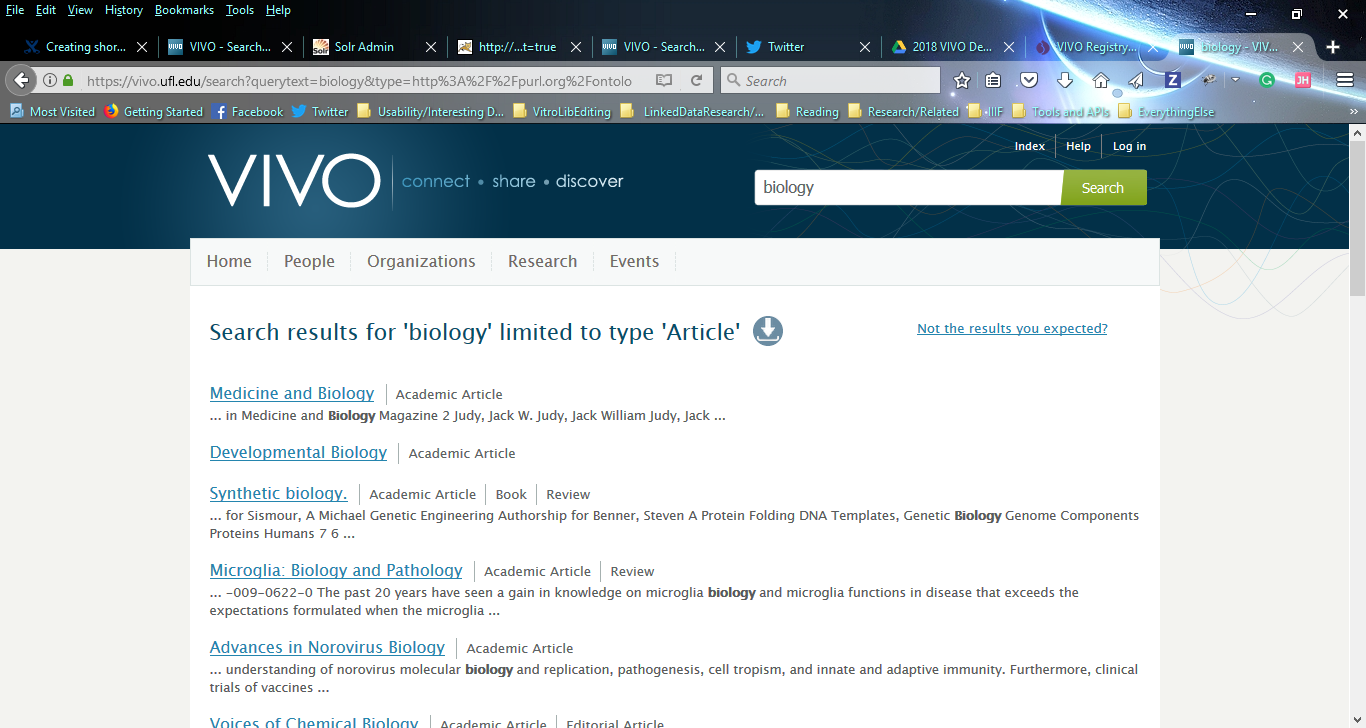 File Edit View History Bookmarks Tools Help
Creating shor... VIVO - Search... Solr Admin http://...t=true VIVO - Search... Twitter 2018 VIVO De... VIVO Registry... biology - VIV...
https://vivo.ufl.edu/search?querytext=biology&type=http%3A%2F%2Fpurl.org%2Fontolo Search
Most Visited Getting Started Facebook Twitter Usability/Interesting D... VitroLibEditing LinkedDataResearch/... Reading Research/Related IIIF Tools and APIs EverythingElse
Index Help Log in
VIVO connect • share • discover
biology Search
Home People Organizations Research Events
Search results for 'biology' limited to type 'Article'
Not the results you expected?
Medicine and Biology Academic Article
... in Medicine and Biology Magazine 2 Judy, Jack W. Judy, Jack William Judy, Jack ...
Developmental Biology Academic Article
Synthetic biology. Academic Article Book Review
... for Sismour, A Michael Genetic Engineering Authorship for Benner, Steven A Protein Folding DNA Templates, Genetic Biology Genome Components
Proteins Humans 7 6 ...
Microglia: Biology and Pathology Academic Article Review
... -009-0622-0 The past 20 years have seen a gain in knowledge on microglia biology and microglia functions in disease that exceeds the
expectations formulated when the microglia ...
Advances in Norovirus Biology Academic Article
... understanding of norovirus molecular biology and replication, pathogenesis, cell tropism, and innate and adaptive immunity. Furthermore, clinical
trials of vaccines ...
Voices of Chemical Biology Academic Article Editorial Article